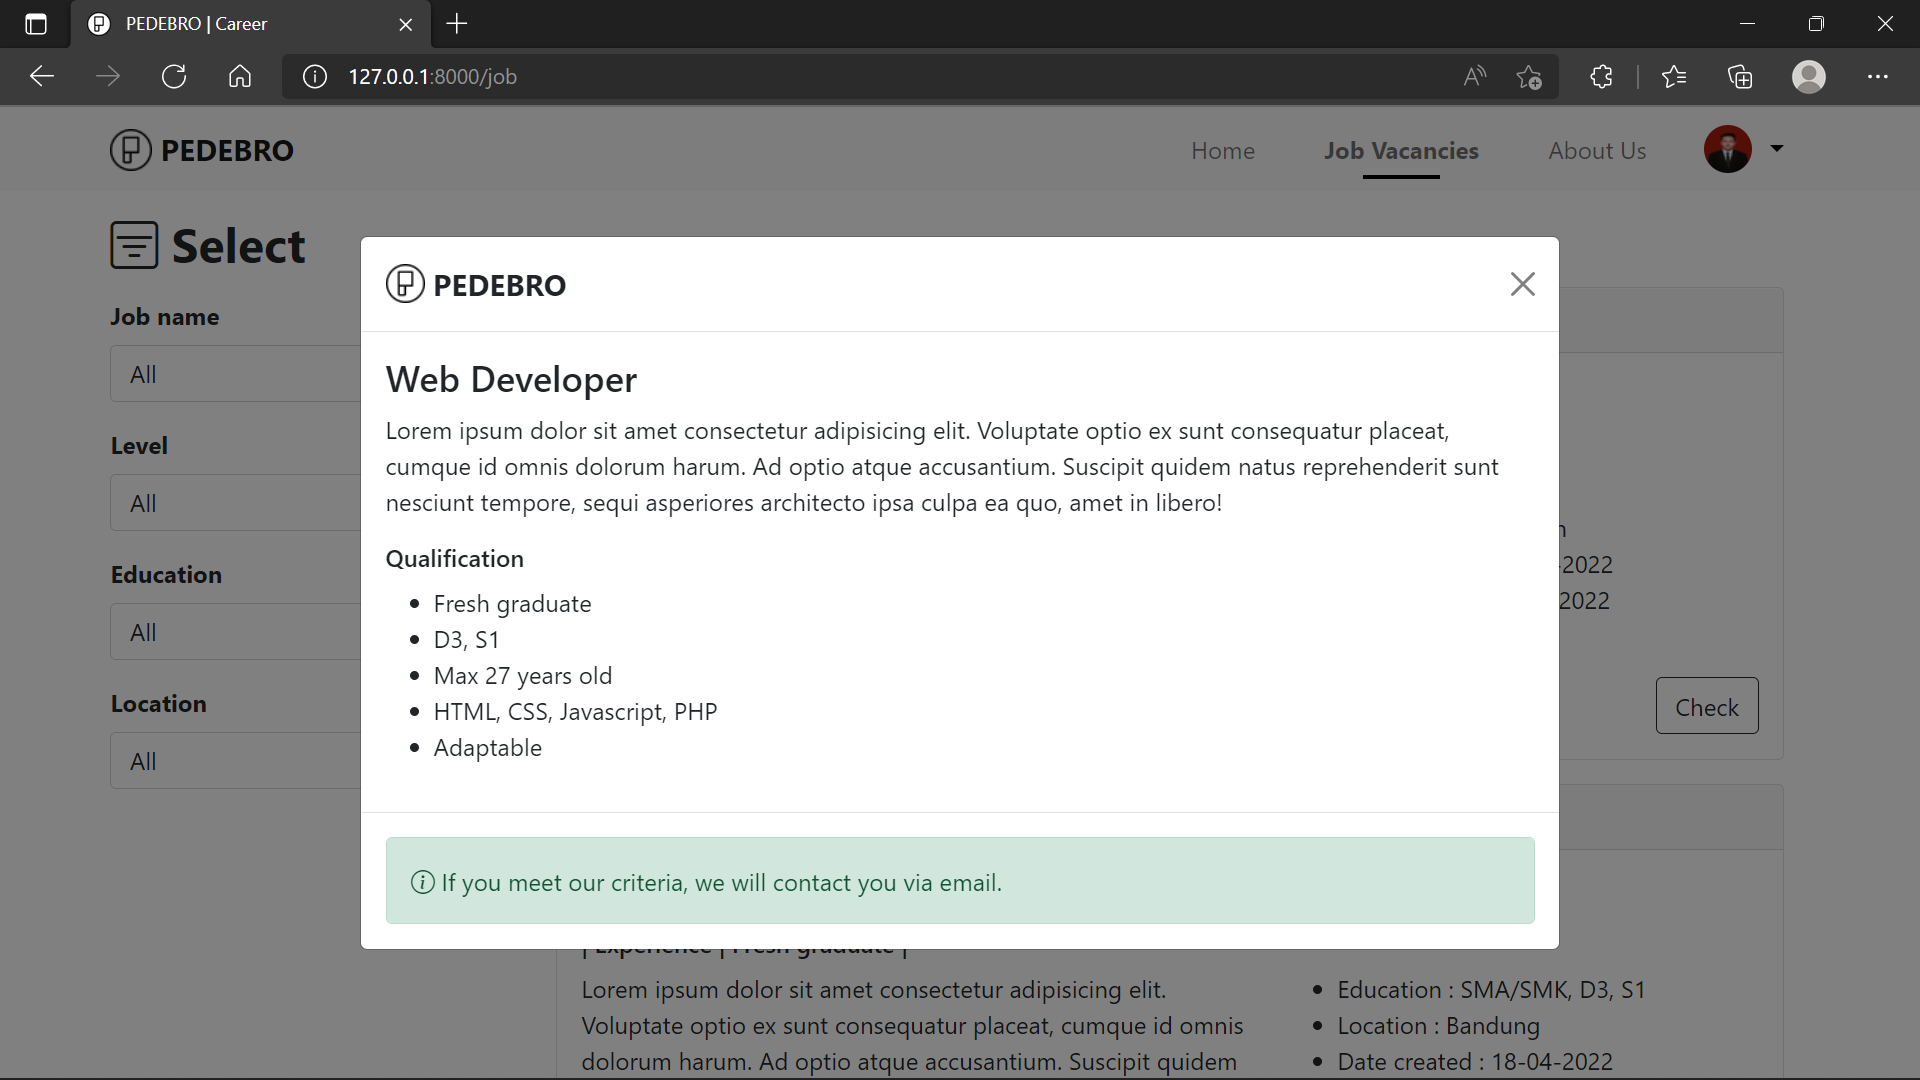 PEDEBRO | Career
127.0.0.1:8000/job
PEDEBRO
Home
Job Vacancies
About Us
Select
Job name
All
Level
All
Education
All
Location
All
PEDEBRO
Web Developer
Lorem ipsum dolor sit amet consectetur adipisicing elit. Voluptate optio ex sunt consequatur placeat,
cumque id omnis dolorum harum. Ad optio atque accusantium. Suscipit quidem natus reprehenderit sunt
nesciunt tempore, sequi asperiores architecto ipsa culpa ea quo, amet in libero!
Qualification
Fresh graduate
D3, S1
Max 27 years old
HTML, CSS, Javascript, PHP
Adaptable
If you meet our criteria, we will contact you via email.
-2022
2022
Check
| Experience | Fresh graduate |
Lorem ipsum dolor sit amet consectetur adipisicing elit.
Voluptate optio ex sunt consequatur placeat, cumque id omnis
dolorum harum. Ad optio atque accusantium. Suscipit quidem
Education : SMA/SMK, D3, S1
Location : Bandung
Date created : 18-04-2022